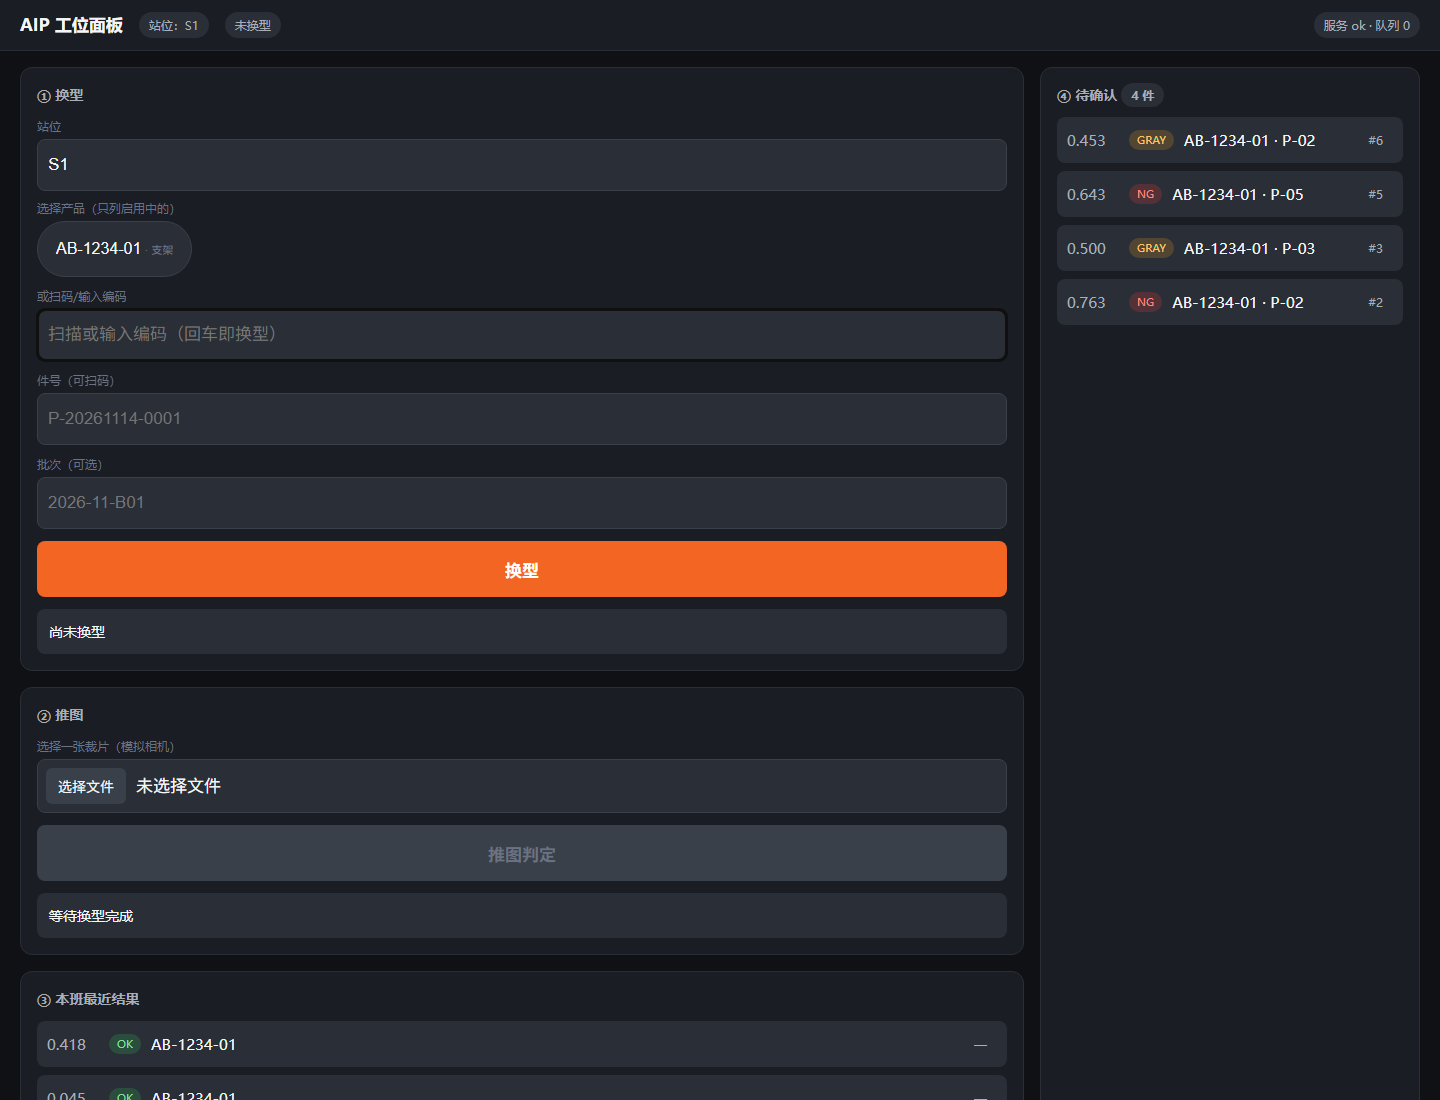 AIP 工位面板 站位：S1 未换型 服务 ok · 队列 0
① 换型
站位
S1
选择产品（只列启用中的）
AB-1234-01 · 支架
或扫码/输入编码
扫描或输入编码（回车即换型）
件号（可扫码）
P-20261114-0001
批次（可选）
2026-11-B01
换型
尚未换型
② 推图
选择一张裁片（模拟相机）
选择文件 未选择文件
推图判定
等待换型完成
③ 本班最近结果
0.418 OK AB-1234-01 —
0.045 OK AB-1234-01 —
④ 待确认 4 件
0.453 GRAY AB-1234-01 · P-02 #6
0.643 NG AB-1234-01 · P-05 #5
0.500 GRAY AB-1234-01 · P-03 #3
0.763 NG AB-1234-01 · P-02 #2